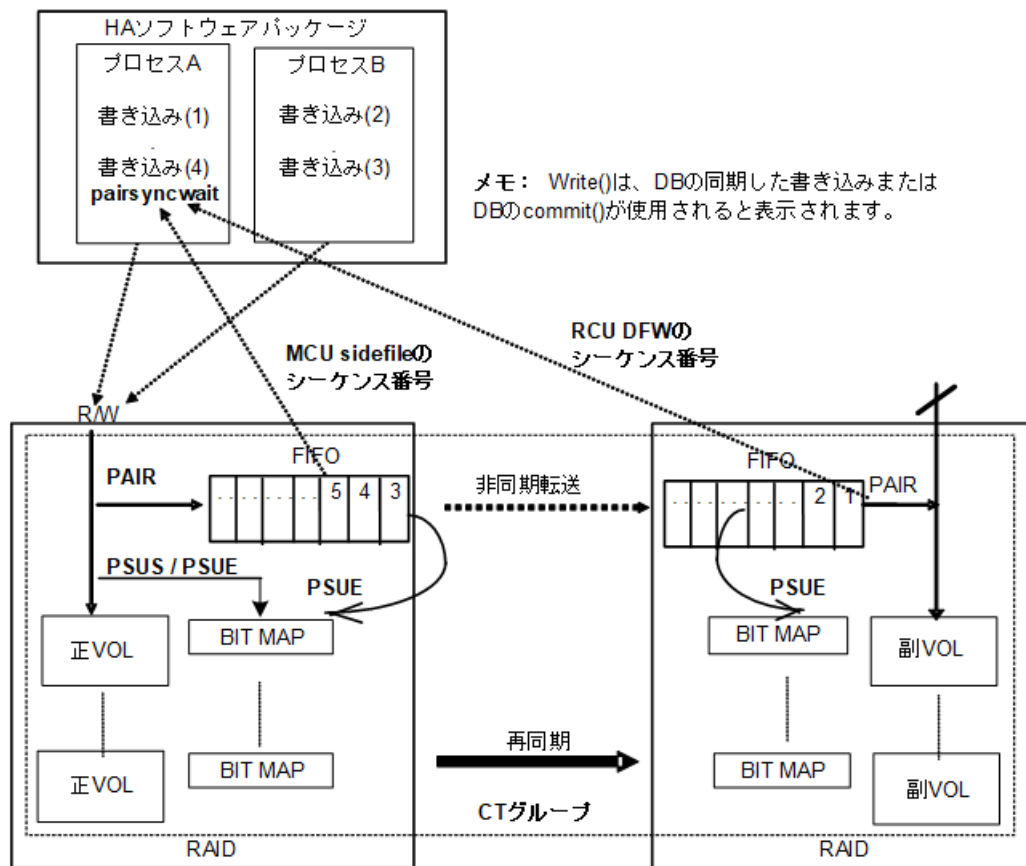 HAソフトウェアパッケージ
プロセスA
プロセスB
書き込み(1)
書き込み(2)
書き込み(4)
書き込み(3)
pairsyncwait
メモ： Write()は、DBの同期した書き込みまたは
DBのcommit()が使用されると表示されます。
MCU sidefileの
シーケンス番号
RCU DFWの
シーケンス番号
R/W
FIFO
FIFO
PAIR
5 4 3
非同期転送
2 1
PAIR
PSUS / PSUE
PSUE
PSUE
正VOL
BIT MAP
BIT MAP
副VOL
再同期
正VOL
BIT MAP
BIT MAP
副VOL
CTグループ
RAID
RAID